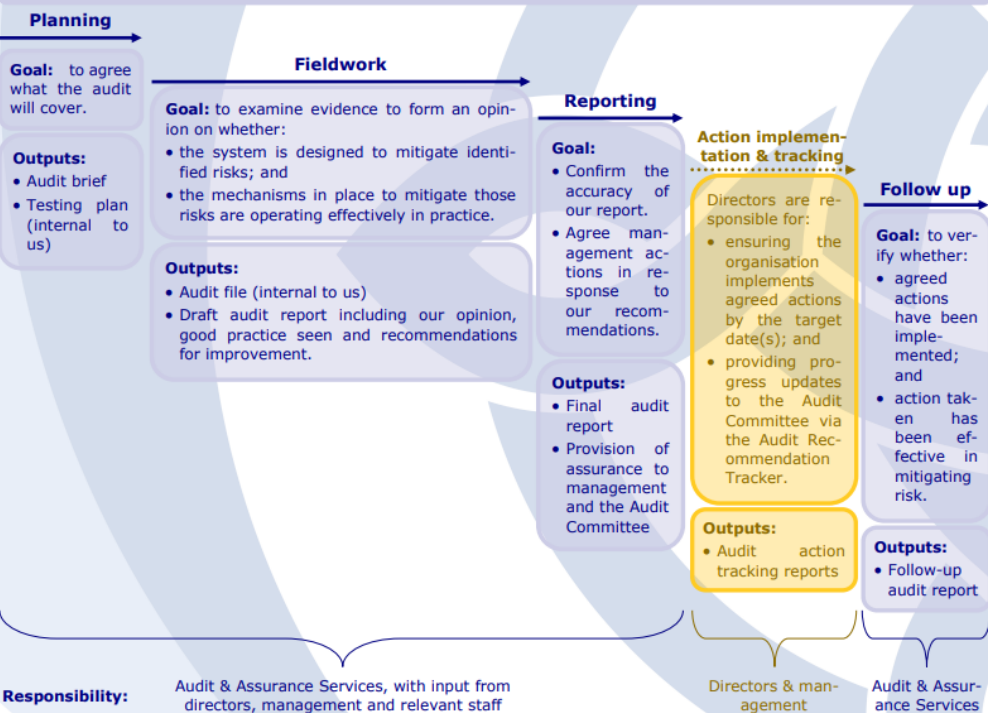 Planning
Goal: to agree
what the audit
will cover.
Outputs:
• Audit brief
• Testing plan
(internal to
us)
Fieldwork
Goal: to examine evidence to form an opin-
ion on whether:
• the system is designed to mitigate identi-
fied risks; and
• the mechanisms in place to mitigate those
risks are operating effectively in practice.
Outputs:
• Audit file (internal to us)
• Draft audit report including our opinion,
good practice seen and recommendations
for improvement.
Reporting
Goal:
• Confirm the
accuracy of
our report.
• Agree man-
agement ac-
tions in re-
sponse to
our recom-
mendations.
Outputs:
• Final audit
report
• Provision of
assurance to
management
and the Audit
Committee
Action implemen-
tation & tracking
Directors are re-
sponsible for:
• ensuring the
organisation
implements
agreed actions
by the target
date(s); and
• providing pro-
gress updates
to the Audit
Committee via
the Audit Rec-
ommendation
Tracker.
Outputs:
• Audit action
tracking reports
Follow up
Goal: to ver-
ify whether:
• agreed
actions
have been
imple-
mented;
and
• action tak-
en has
been ef-
fective in
mitigating
risk.
Outputs:
• Follow-up
audit report
Responsibility:
Audit & Assurance Services, with input from
directors, management and relevant staff
Directors & man-
agement
Audit & Assur-
ance Services